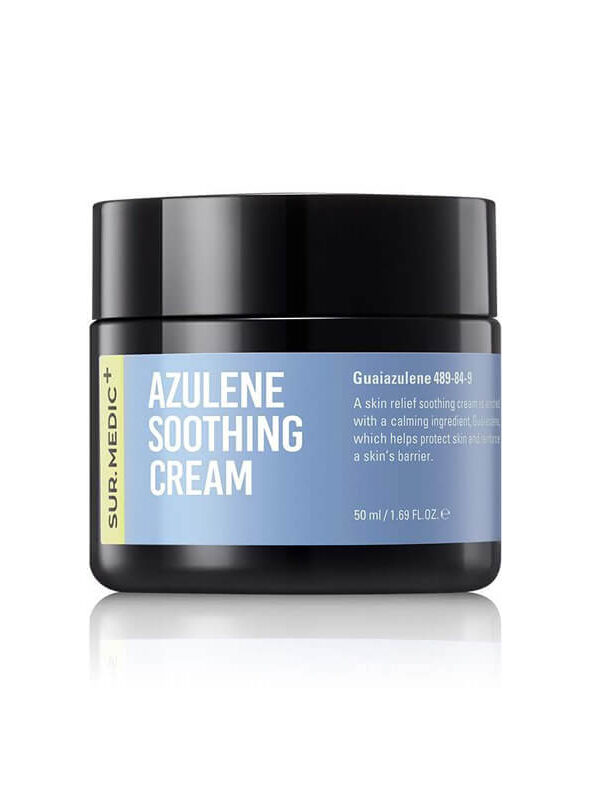 SUR.MEDIC+
AZULENE
SOOTHING
CREAM
Guaiazulene 489-84-9
A skin relief soothing cream is
with a calming ingredient,
which helps protect skin and
a skin's barrier.
50 ml / 1.69 FL.OZ. ℮